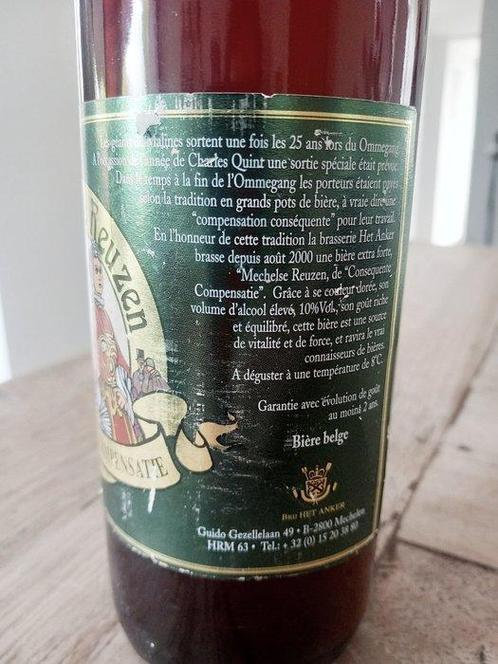 Reuzen
COMPENSATIE
Les géants de Malines sortent une fois les 25 ans lors du Ommegang.
A l'occasion de l'année de Charles Quint une sortie spéciale était prévue.
Dans le temps à la fin de l'Ommegang les porteurs étaient payés
selon la tradition en grands pots de bière, à vraie dire une
"compensation conséquente" pour leur travail.
En l'honneur de cette tradition la brasserie Het Anker
brasse depuis août 2000 une bière extra forte,
"Mechelse Reuzen, de "Consequente
Compensatie". Grâce à se couleur dorée, son
volume d'alcool élevé, 10%Vol., son goût riche
et équilibré, cette bière est une source
de vitalité et de force, et ravira le vrai
connaisseurs de bières.
A déguster à une température de 8°C.
Garantie avec évolution de goût
au moins 2 ans.
Bière belge
BRIJ HET ANKER
Guido Gezellelaan 49 • B-2800 Mechelen
HRM 63 • Tel.: + 32 (0) 15 20 38 80